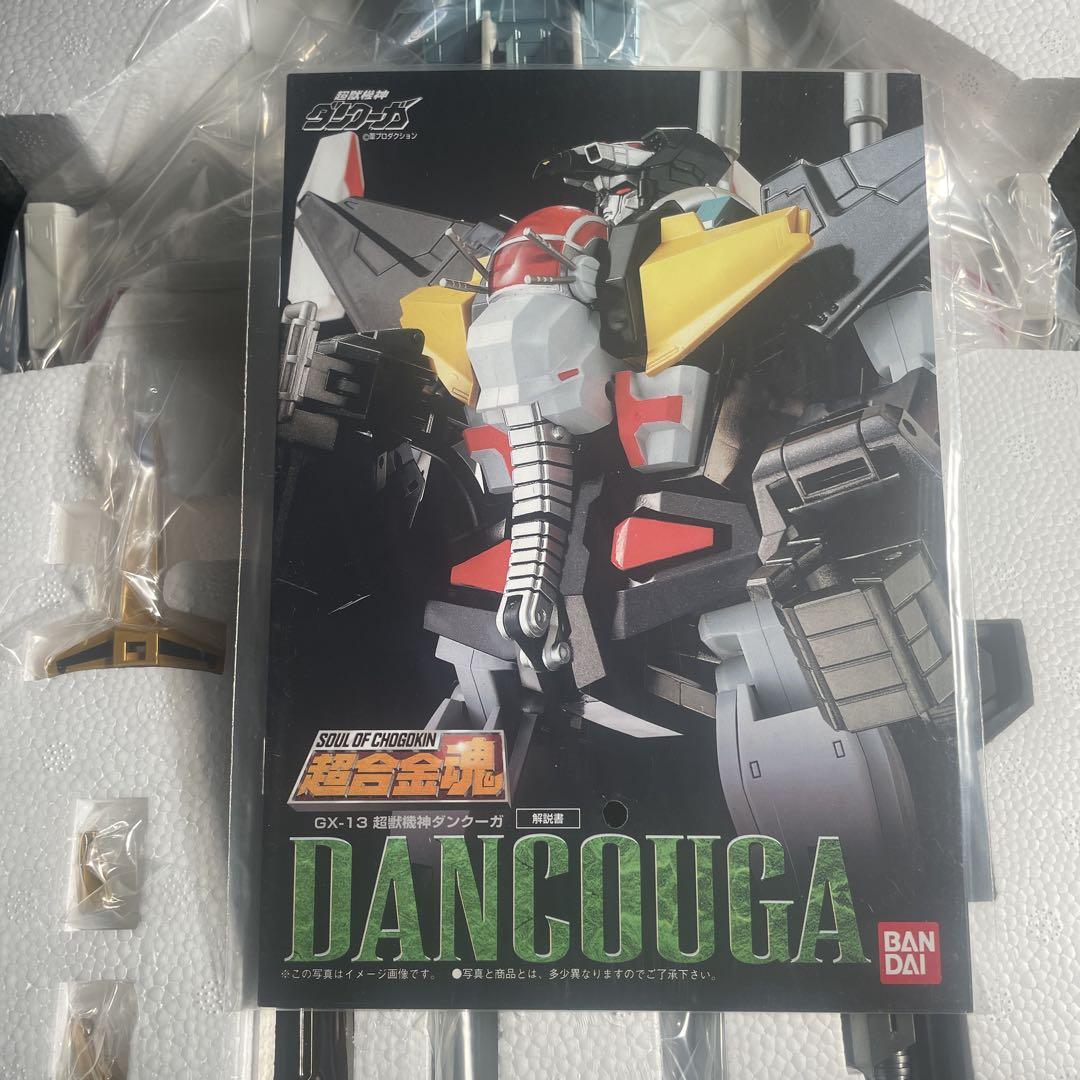 超獣機神
ダンクーガ
©葦プロダクション
SOUL OF CHOGOKIN
超合金魂
GX-13 超獣機神ダンクーガ 解説書
DANCOUGA
BAN
DAI
※この写真はイメージ画像です。 ●写真と商品とは、多少異なりますのでご了承下さい。